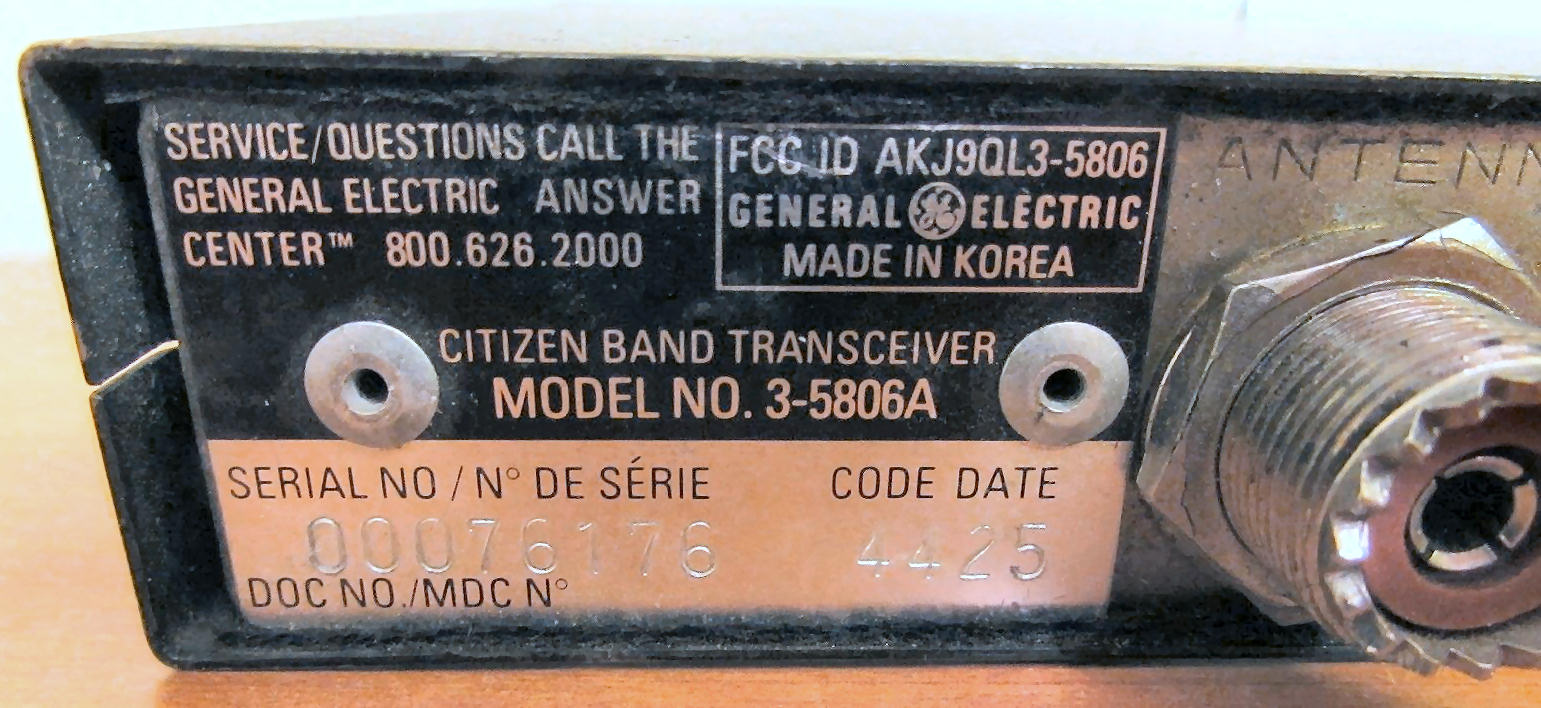 SERVICE/QUESTIONS CALL THE
GENERAL ELECTRIC ANSWER
CENTER™ 800.626.2000
FCC ID AKJ9QL3-5806
GENERAL GE ELECTRIC
MADE IN KOREA
ANTENN
CITIZEN BAND TRANSCEIVER
MODEL NO. 3-5806A
SERIAL NO / N° DE SÉRIE CODE DATE
00076176 4425
DOC NO./MDC N°